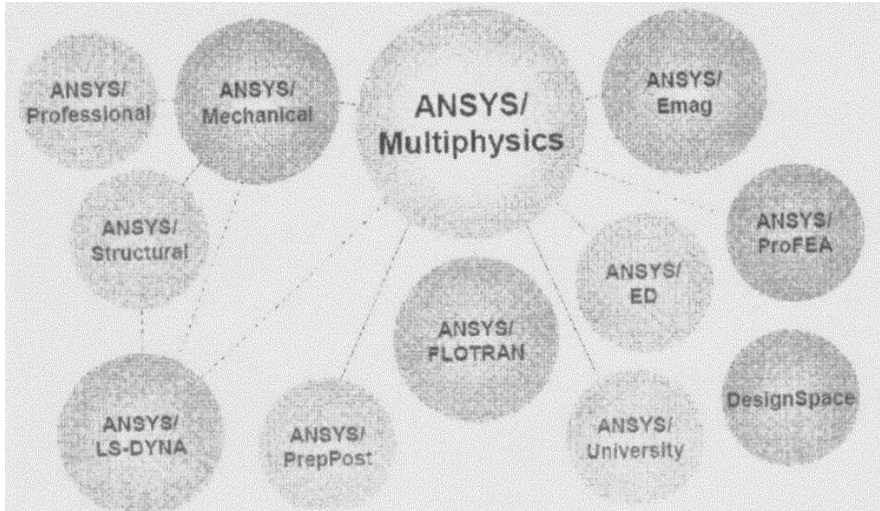 ANSYS/
Professional
ANSYS/
Mechanical
ANSYS/
Multiphysics
ANSYS/
Emag
ANSYS/
Structural
ANSYS/
ProFEA
ANSYS/
ED
ANSYS/
FLOTRAN
DesignSpace
ANSYS/
LS-DYNA
ANSYS/
PrepPost
ANSYS/
University